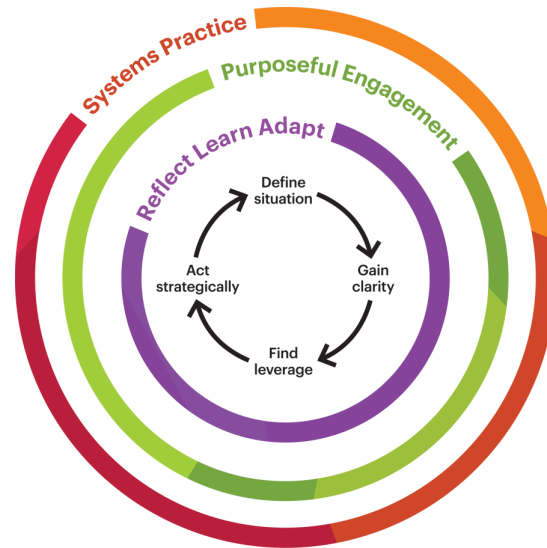 Systems Practice
Purposeful Engagement
Reflect Learn Adapt
Define
situation
Gain
clarity
Find
leverage
Act
strategically